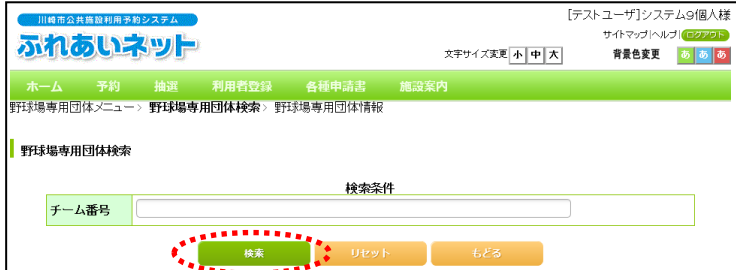 川崎市公共施設利用予約システム
[テストユーザ]システム9個人様
ふれあいネット
サイトマップ|ヘルプ|ログアウト
文字サイズ変更 小 中 大 背景色変更 あ あ あ
ホーム 予約 抽選 利用者登録 各種申請書 施設案内
野球場専用団体メニュー> 野球場専用団体検索> 野球場専用団体情報
野球場専用団体検索
検索条件
チーム番号
検索 リセット もどる